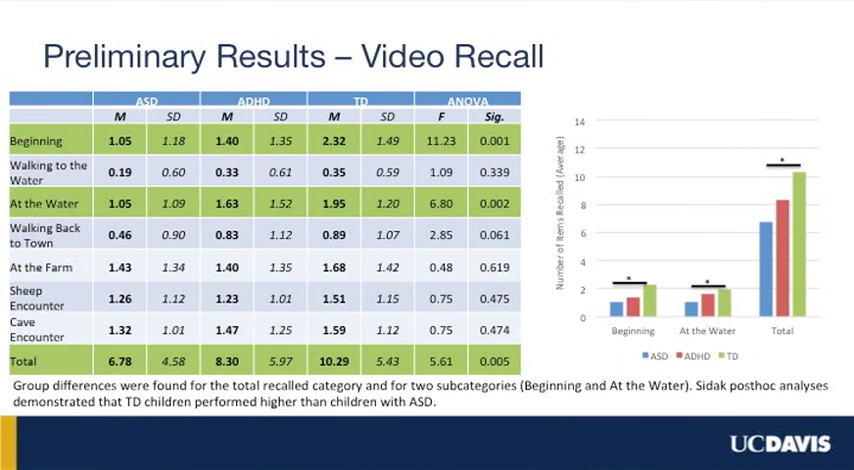 Preliminary Results – Video Recall
ASD ADHD TD ANOVA
M SD M SD M SD F Sig.
Beginning 1.05 1.18 1.40 1.35 2.32 1.49 11.23 0.001
Walking to the
Water 0.19 0.60 0.33 0.61 0.35 0.59 1.09 0.339
At the Water 1.05 1.09 1.63 1.52 1.95 1.20 6.80 0.002
Walking Back
to Town 0.46 0.90 0.83 1.12 0.89 1.07 2.85 0.061
At the Farm 1.43 1.34 1.40 1.35 1.68 1.42 0.48 0.619
Sheep
Encounter 1.26 1.12 1.23 1.01 1.51 1.15 0.75 0.475
Cave
Encounter 1.32 1.01 1.47 1.25 1.59 1.12 0.75 0.474
Total 6.78 4.58 8.30 5.97 10.29 5.43 5.61 0.005
Number of Items Recalled (Average)
14
12
10
8
6
4
2
0
* * *
Beginning At the Water Total
ASD ADHD TD
Group differences were found for the total recalled category and for two subcategories (Beginning and At the Water). Sidak posthoc analyses
demonstrated that TD children performed higher than children with ASD.
UCDAVIS